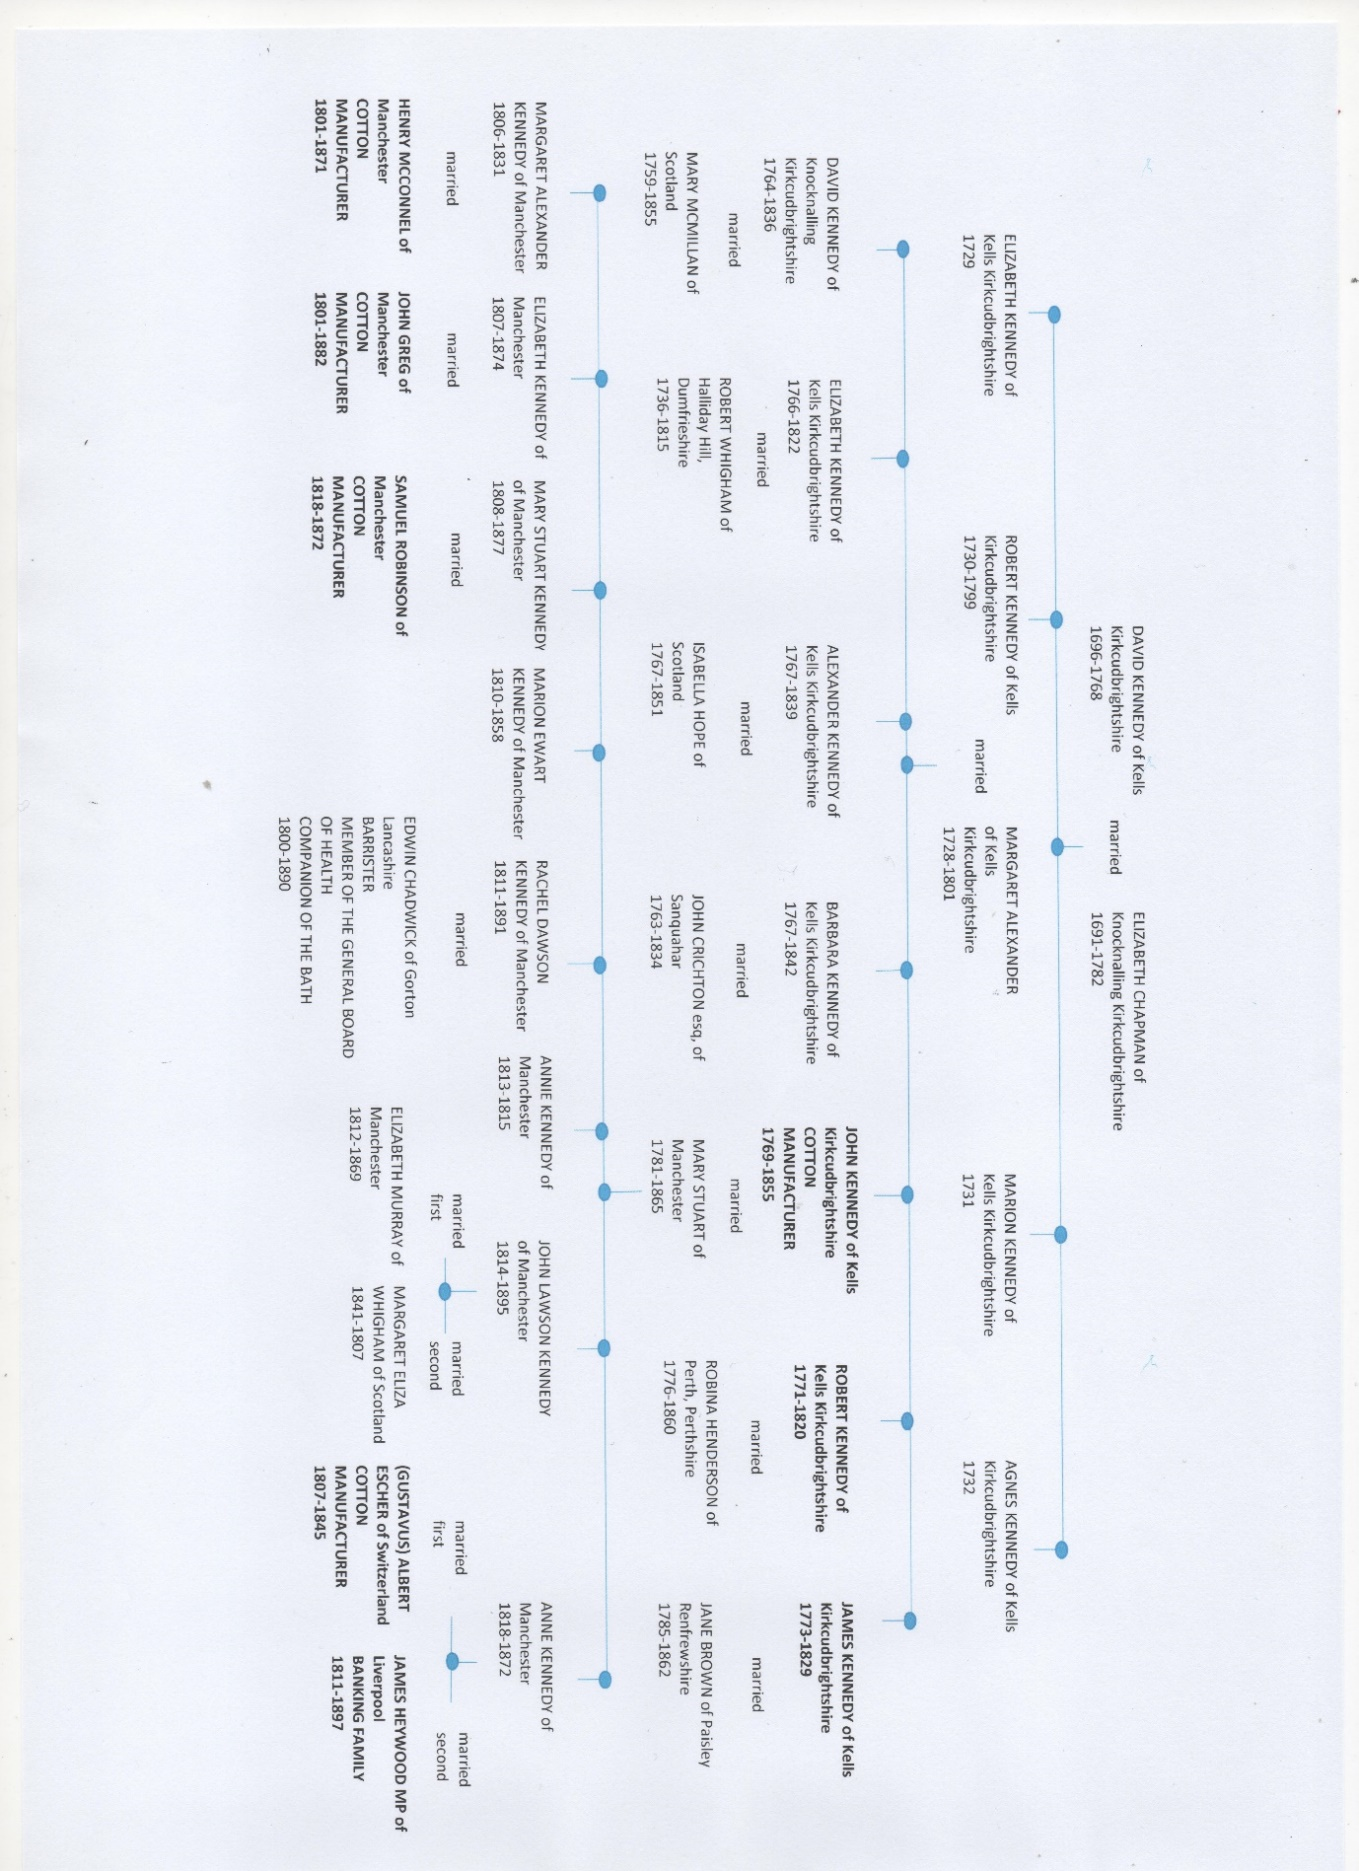 DAVID KENNEDY of Kells
Kirkcudbrightshire
1696-1768
married
ELIZABETH CHAPMAN of
Knocknalling Kirkcudbrightshire
1691-1782
ELIZABETH KENNEDY of
Kells Kirkcudbrightshire
1729
ROBERT KENNEDY of Kells
Kirkcudbrightshire
1730-1799
married
MARGARET ALEXANDER
of Kells
Kirkcudbrightshire
1728-1801
MARION KENNEDY of
Kells Kirkcudbrightshire
1731
AGNES KENNEDY of Kells
Kirkcudbrightshire
1732
DAVID KENNEDY of
Knocknalling
Kirkcudbrightshire
1764-1836
married
MARY MCMILLAN of
Scotland
1759-1855
ELIZABETH KENNEDY of
Kells Kirkcudbrightshire
1766-1822
married
ROBERT WHIGHAM of
Halliday Hill,
Dumfrieshire
1736-1815
ALEXANDER KENNEDY of
Kells Kirkcudbrightshire
1767-1839
married
ISABELLA HOPE of
Scotland
1767-1851
BARBARA KENNEDY of
Kells Kirkcudbrightshire
1767-1842
married
JOHN CRICHTON esq, of
Sanquahar
1763-1834
JOHN KENNEDY of Kells
Kirkcudbrightshire
COTTON
MANUFACTURER
1769-1855
married
MARY STUART of
Manchester
1781-1865
ROBERT KENNEDY of
Kells Kirkcudbrightshire
1771-1820
married
ROBINA HENDERSON of
Perth, Perthshire
1776-1860
JAMES KENNEDY of Kells
Kirkcudbrightshire
1773-1829
married
JANE BROWN of Paisley
Renfrewshire
1785-1862
MARGARET ALEXANDER
KENNEDY of Manchester
1806-1831
married
HENRY MCCONNEL of
Manchester
COTTON
MANUFACTURER
1801-1871
ELIZABETH KENNEDY of
Manchester
1807-1874
married
JOHN GREG of
Manchester
COTTON
MANUFACTURER
1801-1882
MARY STUART KENNEDY
of Manchester
1808-1877
married
SAMUEL ROBINSON of
Manchester
COTTON
MANUFACTURER
1818-1872
MARION EWART
KENNEDY of Manchester
1810-1858
RACHEL DAWSON
KENNEDY of Manchester
1811-1891
married
EDWIN CHADWICK of Gorton
Lancashire
BARRISTER
MEMBER OF THE GENERAL BOARD
OF HEALTH
COMPANION OF THE BATH
1800-1890
ANNIE KENNEDY of
Manchester
1813-1815
JOHN LAWSON KENNEDY
of Manchester
1814-1895
married
first
ELIZABETH MURRAY of
Manchester
1812-1869
married
second
MARGARET ELIZA
WHIGHAM of Scotland
1841-1807
ANNE KENNEDY of
Manchester
1818-1872
married
first
(GUSTAVUS) ALBERT
ESCHER of Switzerland
COTTON
MANUFACTURER
1807-1845
married
second
JAMES HEYWOOD MP of
Liverpool
BANKING FAMILY
1811-1897